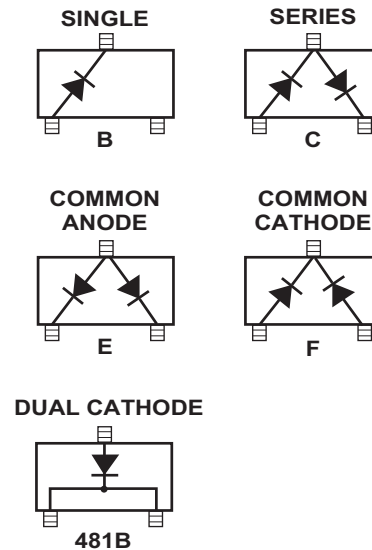 SINGLE
SERIES
B
C
COMMON
ANODE
COMMON
CATHODE
E
F
DUAL CATHODE
481B